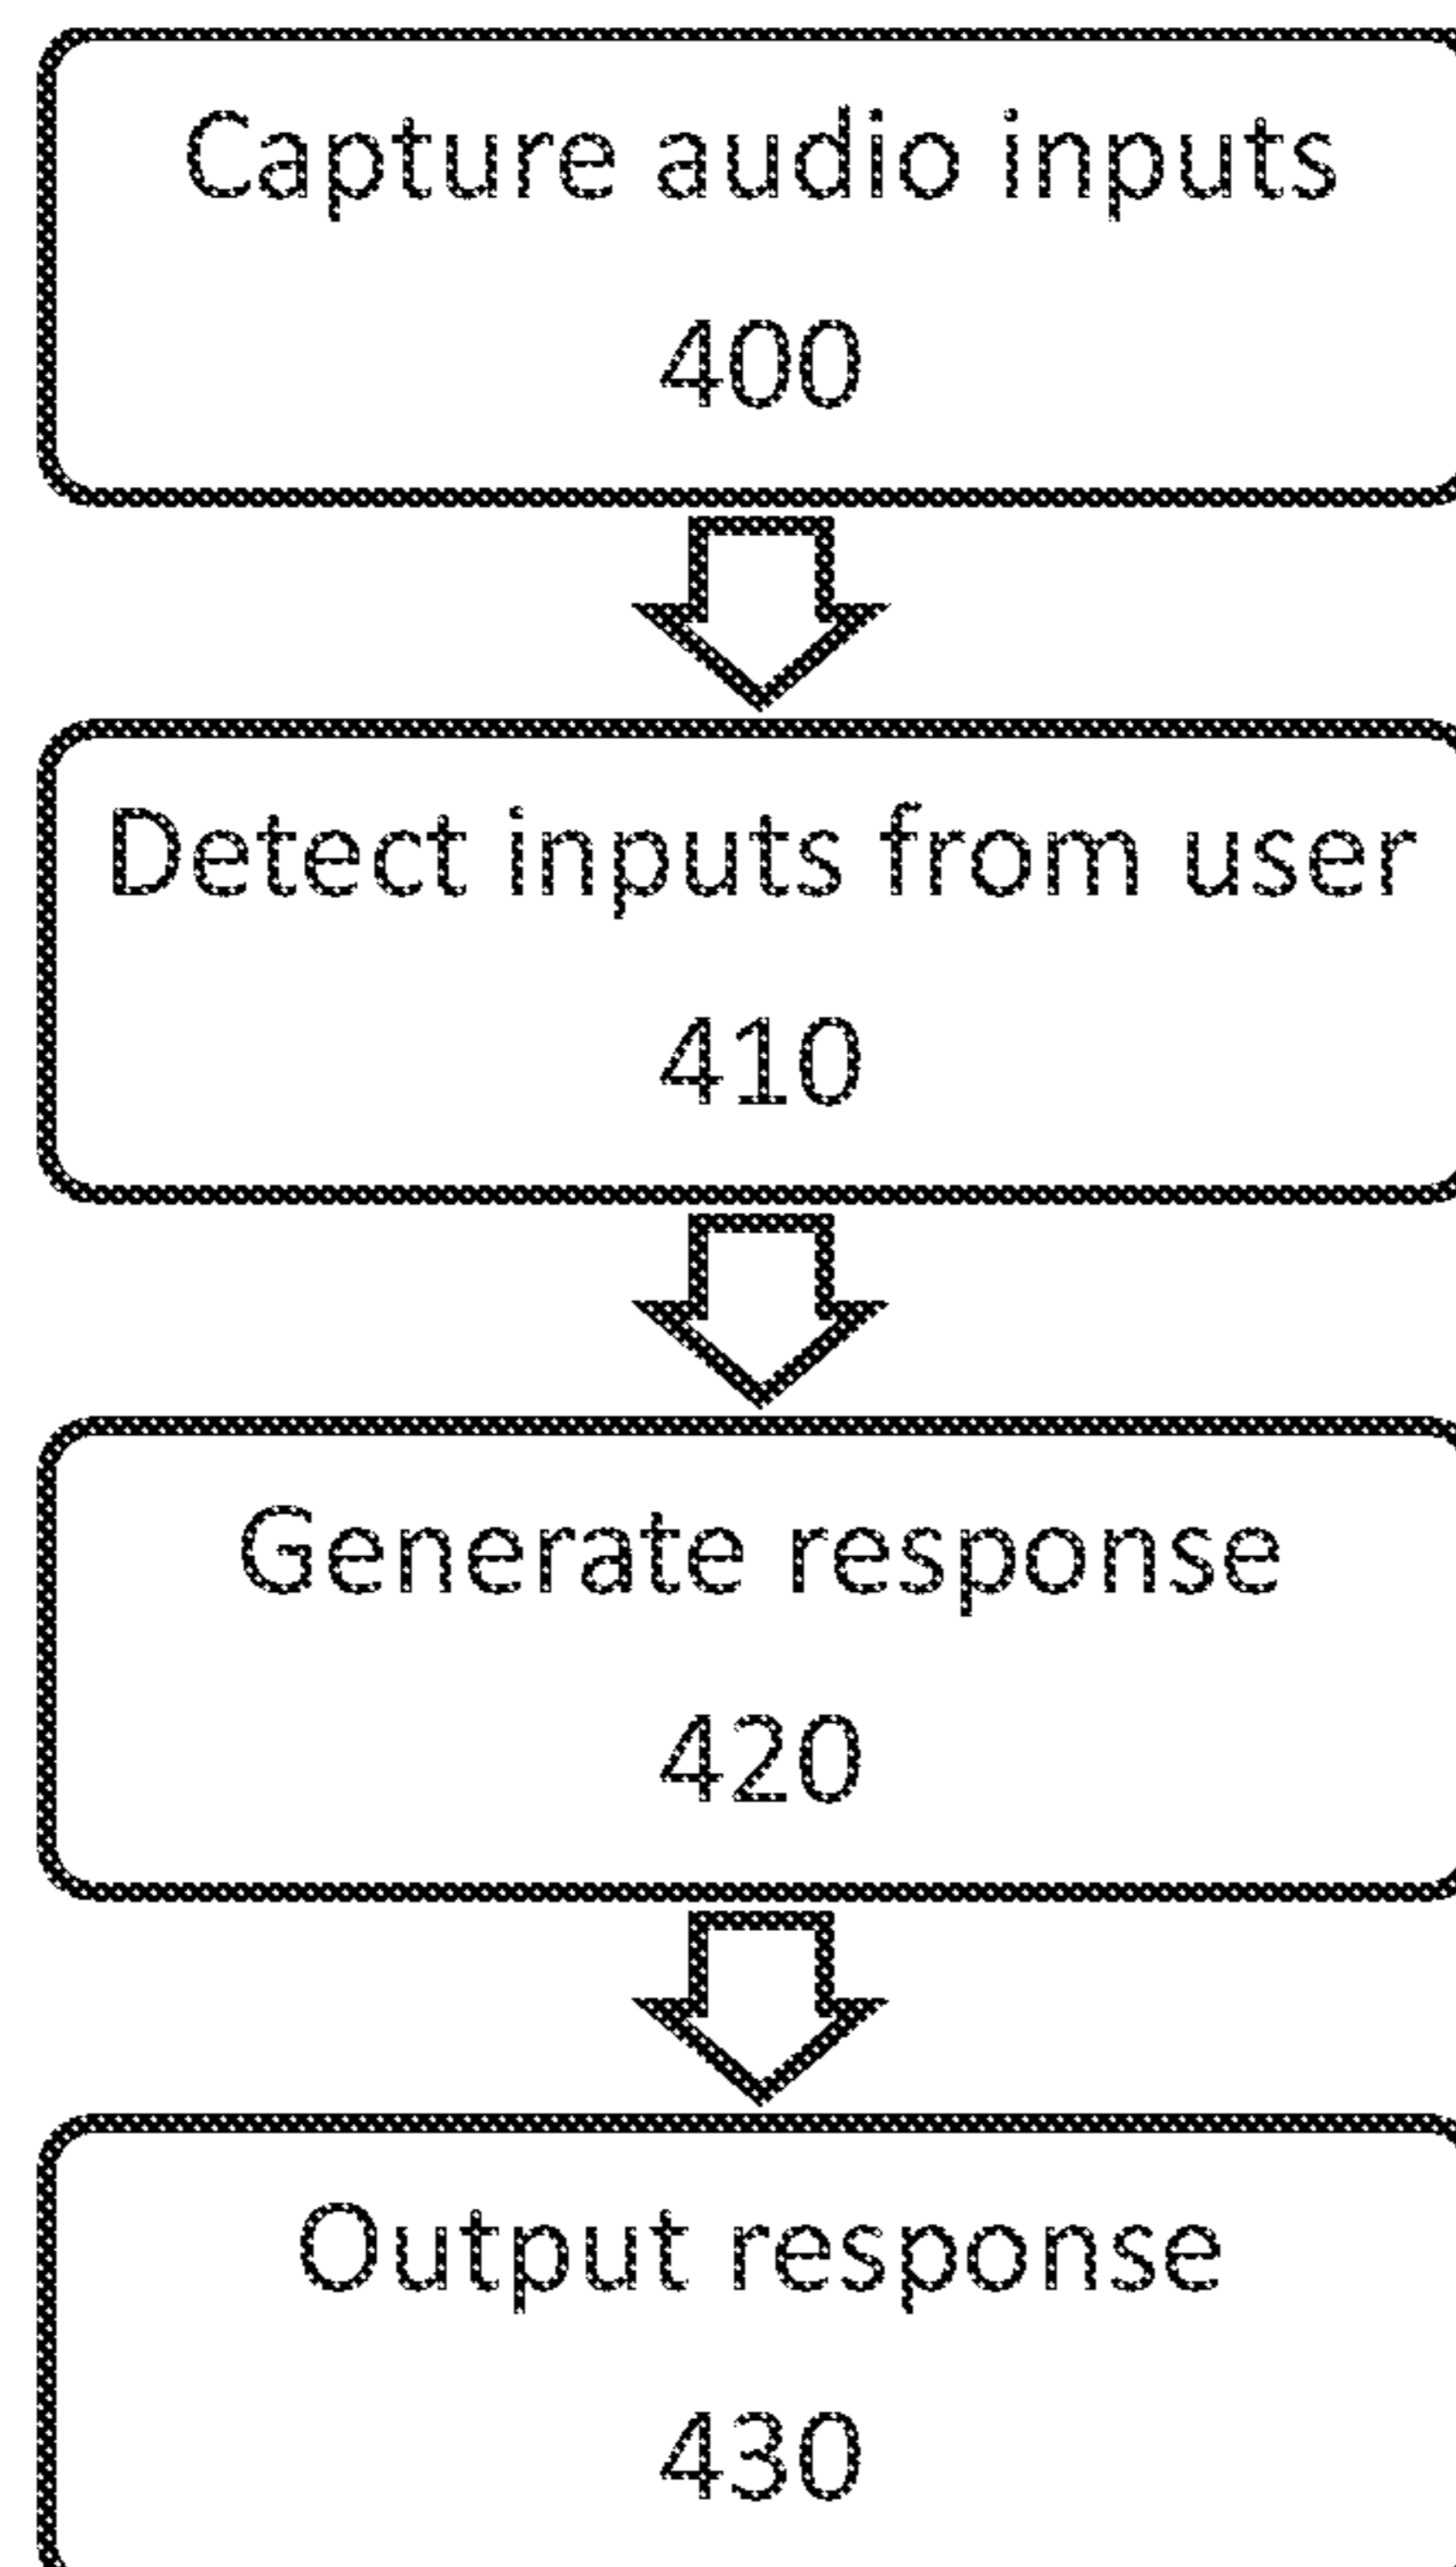 Capture audio inputs
400
Detect inputs from user
410
Generate response
420
Output response
430